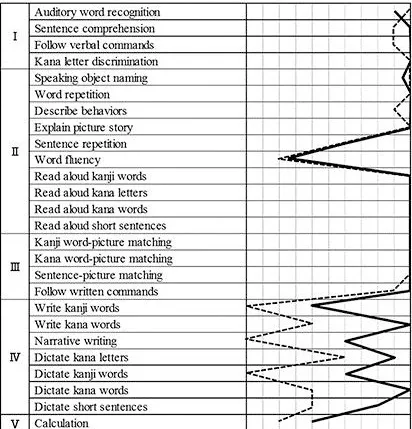 I
Auditory word recognition
Sentence comprehension
Follow verbal commands
Kana letter discrimination
II
Speaking object naming
Word repetition
Describe behaviors
Explain picture story
Sentence repetition
Word fluency
Read aloud kanji words
Read aloud kana letters
Read aloud kana words
Read aloud short sentences
III
Kanji word-picture matching
Kana word-picture matching
Sentence-picture matching
Follow written commands
IV
Write kanji words
Write kana words
Narrative writing
Dictate kana letters
Dictate kanji words
Dictate kana words
Dictate short sentences
V
Calculation